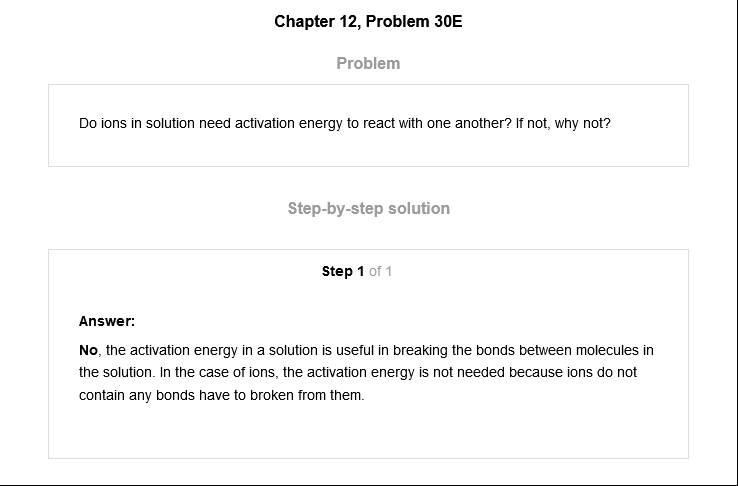 Chapter 12, Problem 30E
Problem
Do ions in solution need activation energy to react with one another? If not, why not?
Step-by-step solution
Step 1 of 1
Answer:
No, the activation energy in a solution is useful in breaking the bonds between molecules in
the solution. In the case of ions, the activation energy is not needed because ions do not
contain any bonds have to broken from them.